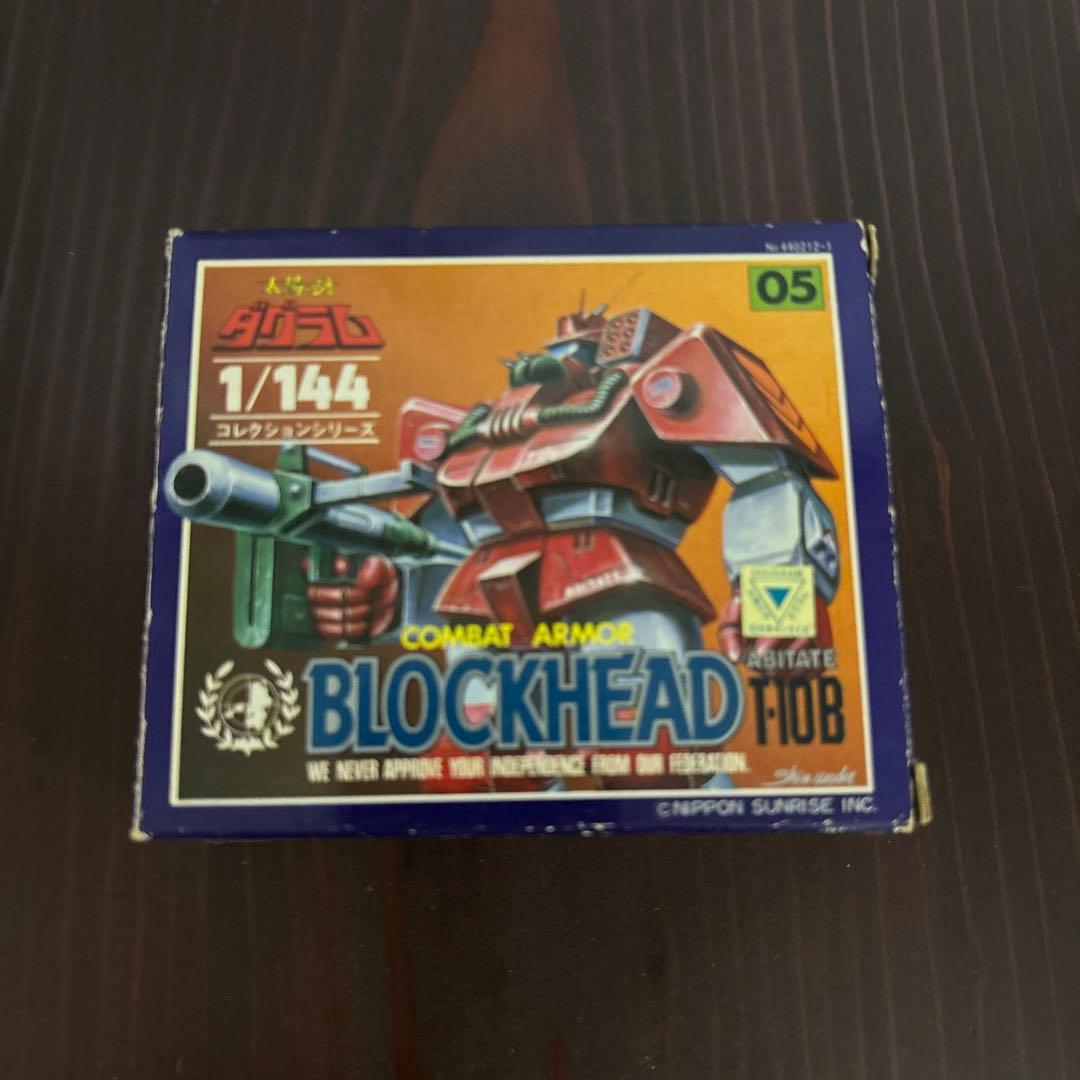 No.440212-1
05
太陽の牙
ダグラム
1/144
コレクションシリーズ
COMBAT ARMOR
BLOCKHEAD
ABITATE
T-10B
WE NEVER APPROVE YOUR INDEPENDENCE FROM OUR FEDERATION.
©NIPPON SUNRISE INC.